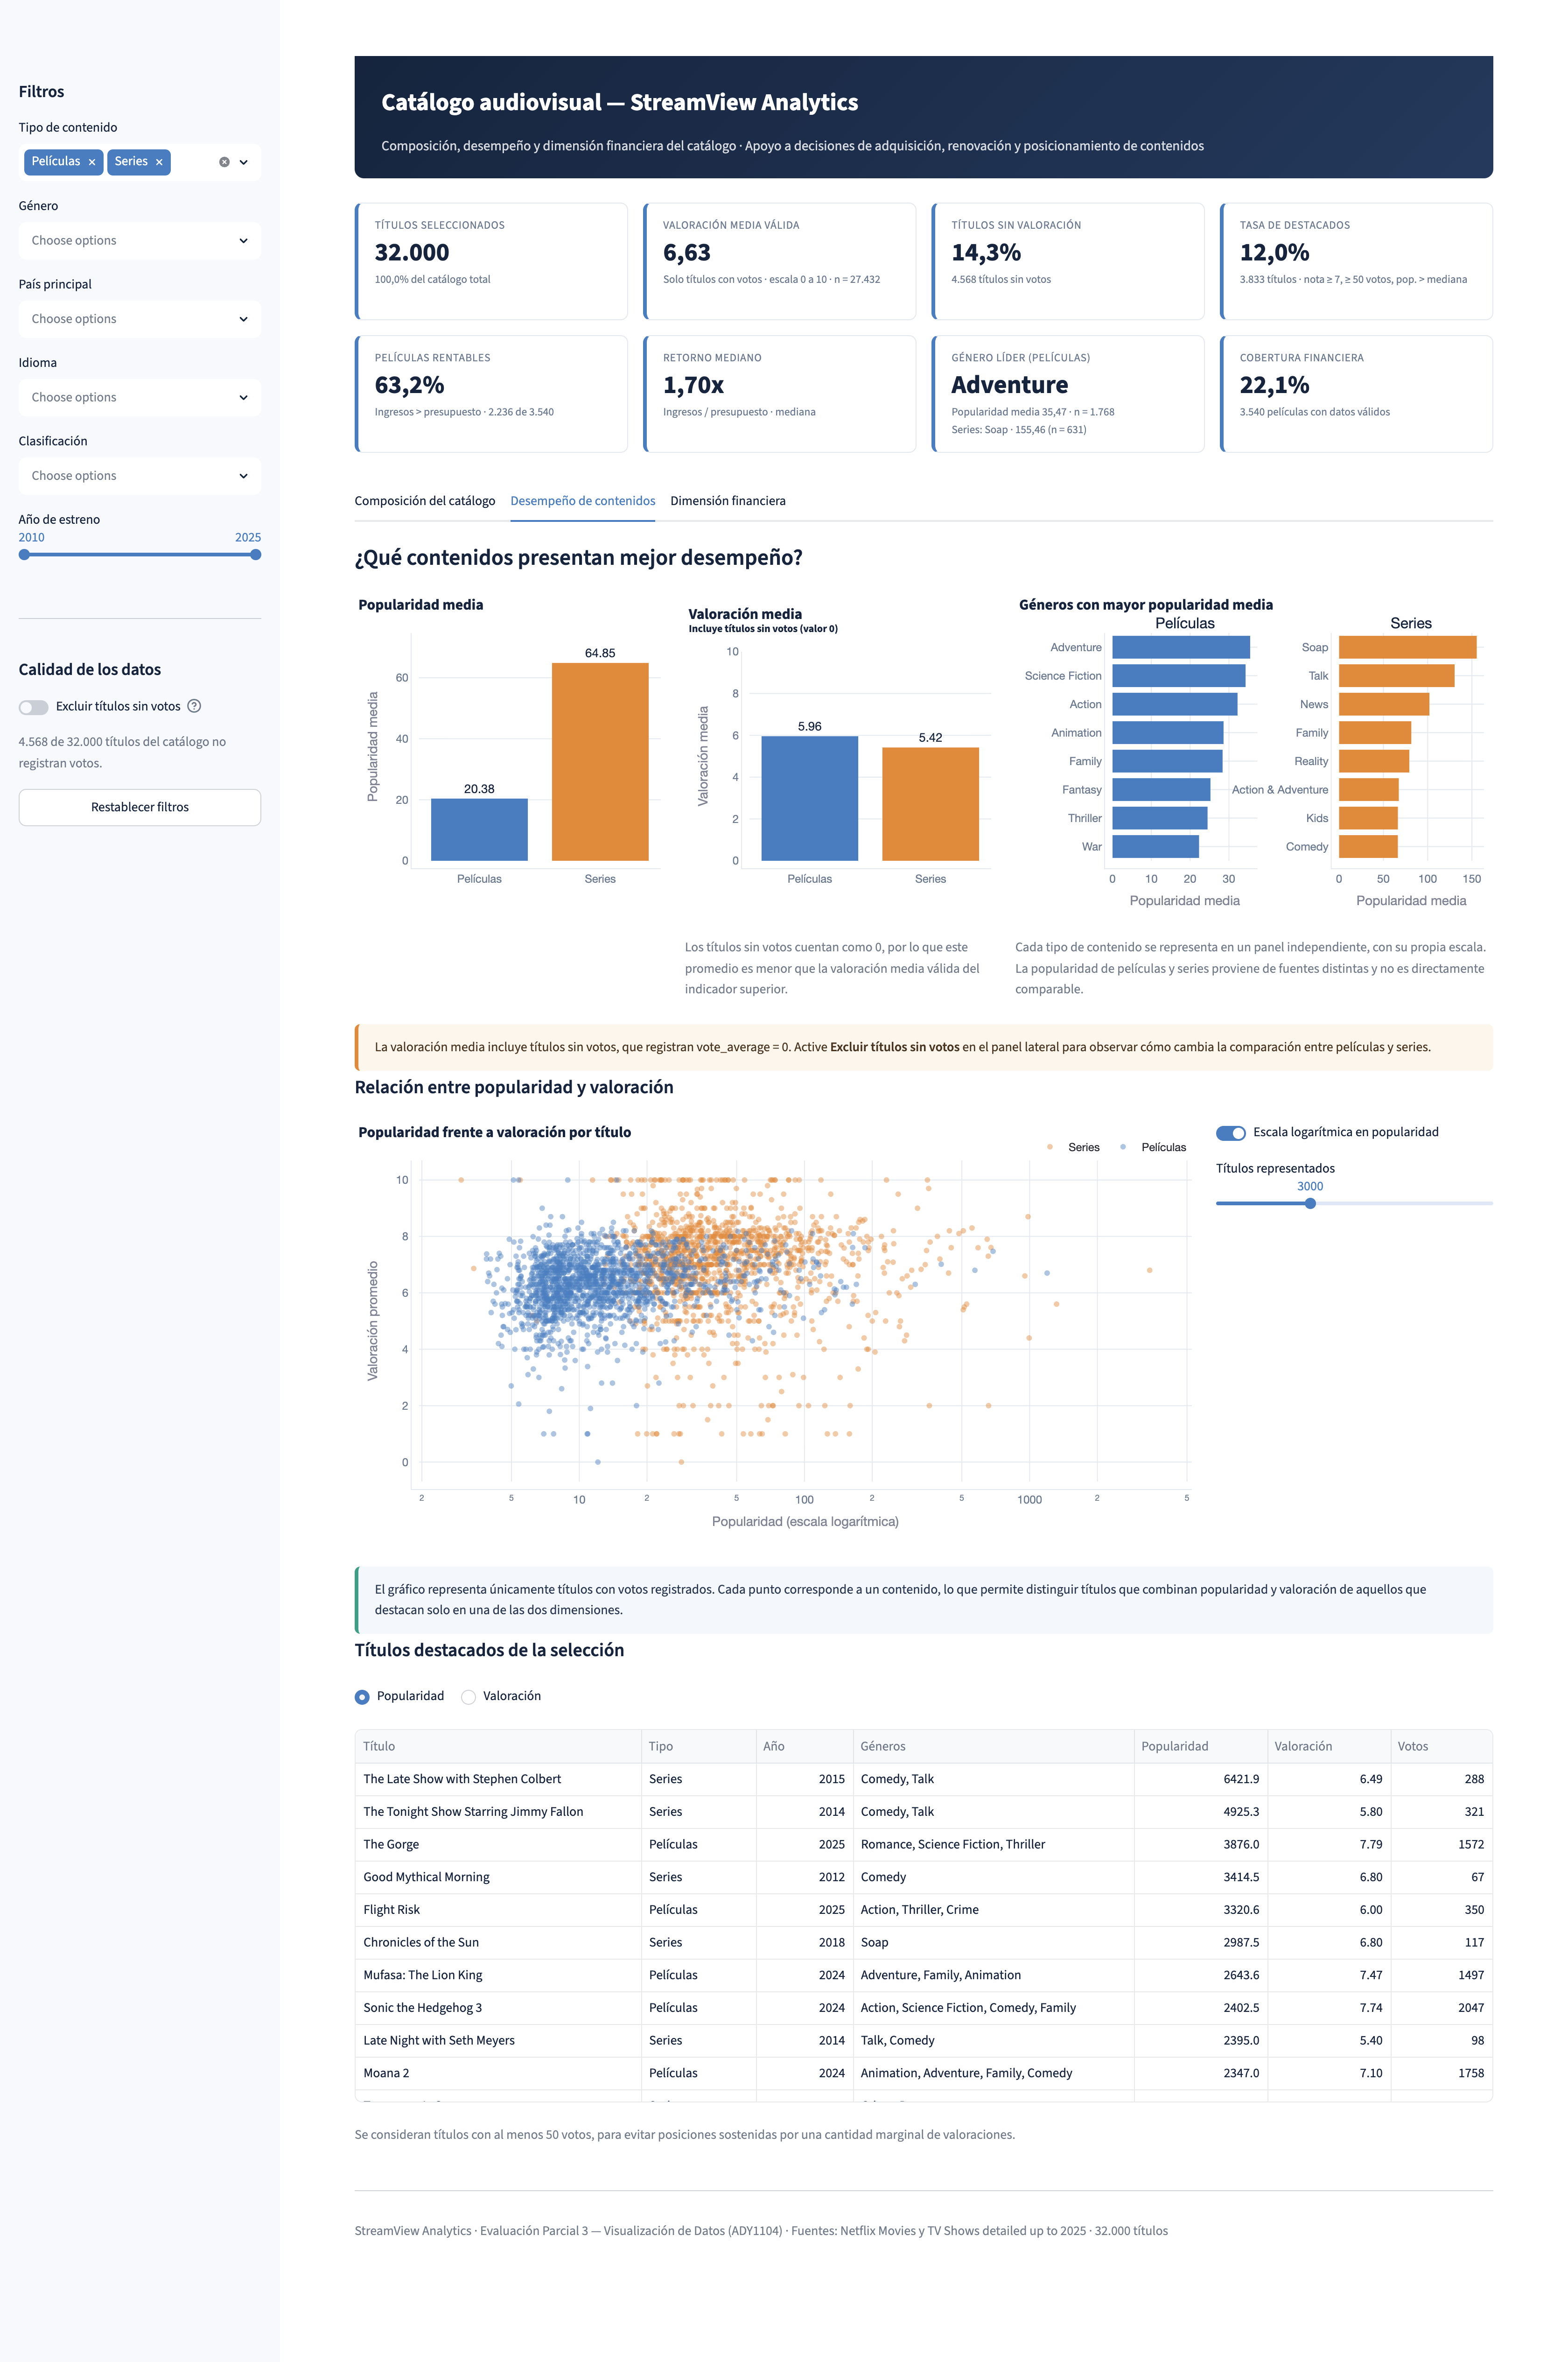 Filtros
Tipo de contenido
Películas × Series ×
Género
Choose options
País principal
Choose options
Idioma
Choose options
Clasificación
Choose options
Año de estreno
2010 2025
Calidad de los datos
Excluir títulos sin votos ?
4.568 de 32.000 títulos del catálogo no
registran votos.
Restablecer filtros
Catálogo audiovisual — StreamView Analytics
Composición, desempeño y dimensión financiera del catálogo · Apoyo a decisiones de adquisición, renovación y posicionamiento de contenidos
TÍTULOS SELECCIONADOS
32.000
100,0% del catálogo total
VALORACIÓN MEDIA VÁLIDA
6,63
Solo títulos con votos · escala 0 a 10 · n = 27.432
TÍTULOS SIN VALORACIÓN
14,3%
4.568 títulos sin votos
TASA DE DESTACADOS
12,0%
3.833 títulos · nota ≥ 7, ≥ 50 votos, pop. > mediana
PELÍCULAS RENTABLES
63,2%
Ingresos > presupuesto · 2.236 de 3.540
RETORNO MEDIANO
1,70x
Ingresos / presupuesto · mediana
GÉNERO LÍDER (PELÍCULAS)
Adventure
Popularidad media 35,47 · n = 1.768
Series: Soap · 155,46 (n = 631)
COBERTURA FINANCIERA
22,1%
3.540 películas con datos válidos
Composición del catálogo Desempeño de contenidos Dimensión financiera
¿Qué contenidos presentan mejor desempeño?
Popularidad media
Popularidad media
60
40
20
0
20.38
64.85
Películas Series
Valoración media
Incluye títulos sin votos (valor 0)
Valoración media
10
8
6
4
2
0
5.96
5.42
Películas Series
Géneros con mayor popularidad media
Películas
Adventure
Science Fiction
Action
Animation
Family
Fantasy
Thriller
War
0 10 20 30
Popularidad media
Series
Soap
Talk
News
Family
Reality
Action & Adventure
Kids
Comedy
0 50 100 150
Popularidad media
Los títulos sin votos cuentan como 0, por lo que este
promedio es menor que la valoración media válida del
indicador superior.
Cada tipo de contenido se representa en un panel independiente, con su propia escala.
La popularidad de películas y series proviene de fuentes distintas y no es directamente
comparable.
La valoración media incluye títulos sin votos, que registran vote_average = 0. Active Excluir títulos sin votos en el panel lateral para observar cómo cambia la comparación entre películas y series.
Relación entre popularidad y valoración
Popularidad frente a valoración por título
Series Películas
Valoración promedio
10
8
6
4
2
0
2 5 10 2 5 100 2 5 1000 2 5
Popularidad (escala logarítmica)
Escala logarítmica en popularidad
Títulos representados
3000
El gráfico representa únicamente títulos con votos registrados. Cada punto corresponde a un contenido, lo que permite distinguir títulos que combinan popularidad y valoración de aquellos que
destacan solo en una de las dos dimensiones.
Títulos destacados de la selección
Popularidad Valoración
Título Tipo Año Géneros Popularidad Valoración Votos
The Late Show with Stephen Colbert Series 2015 Comedy, Talk 6421.9 6.49 288
The Tonight Show Starring Jimmy Fallon Series 2014 Comedy, Talk 4925.3 5.80 321
The Gorge Películas 2025 Romance, Science Fiction, Thriller 3876.0 7.79 1572
Good Mythical Morning Series 2012 Comedy 3414.5 6.80 67
Flight Risk Películas 2025 Action, Thriller, Crime 3320.6 6.00 350
Chronicles of the Sun Series 2018 Soap 2987.5 6.80 117
Mufasa: The Lion King Películas 2024 Adventure, Family, Animation 2643.6 7.47 1497
Sonic the Hedgehog 3 Películas 2024 Action, Science Fiction, Comedy, Family 2402.5 7.74 2047
Late Night with Seth Meyers Series 2014 Talk, Comedy 2395.0 5.40 98
Moana 2 Películas 2024 Animation, Adventure, Family, Comedy 2347.0 7.10 1758
Se consideran títulos con al menos 50 votos, para evitar posiciones sostenidas por una cantidad marginal de valoraciones.
StreamView Analytics · Evaluación Parcial 3 — Visualización de Datos (ADY1104) · Fuentes: Netflix Movies y TV Shows detailed up to 2025 · 32.000 títulos